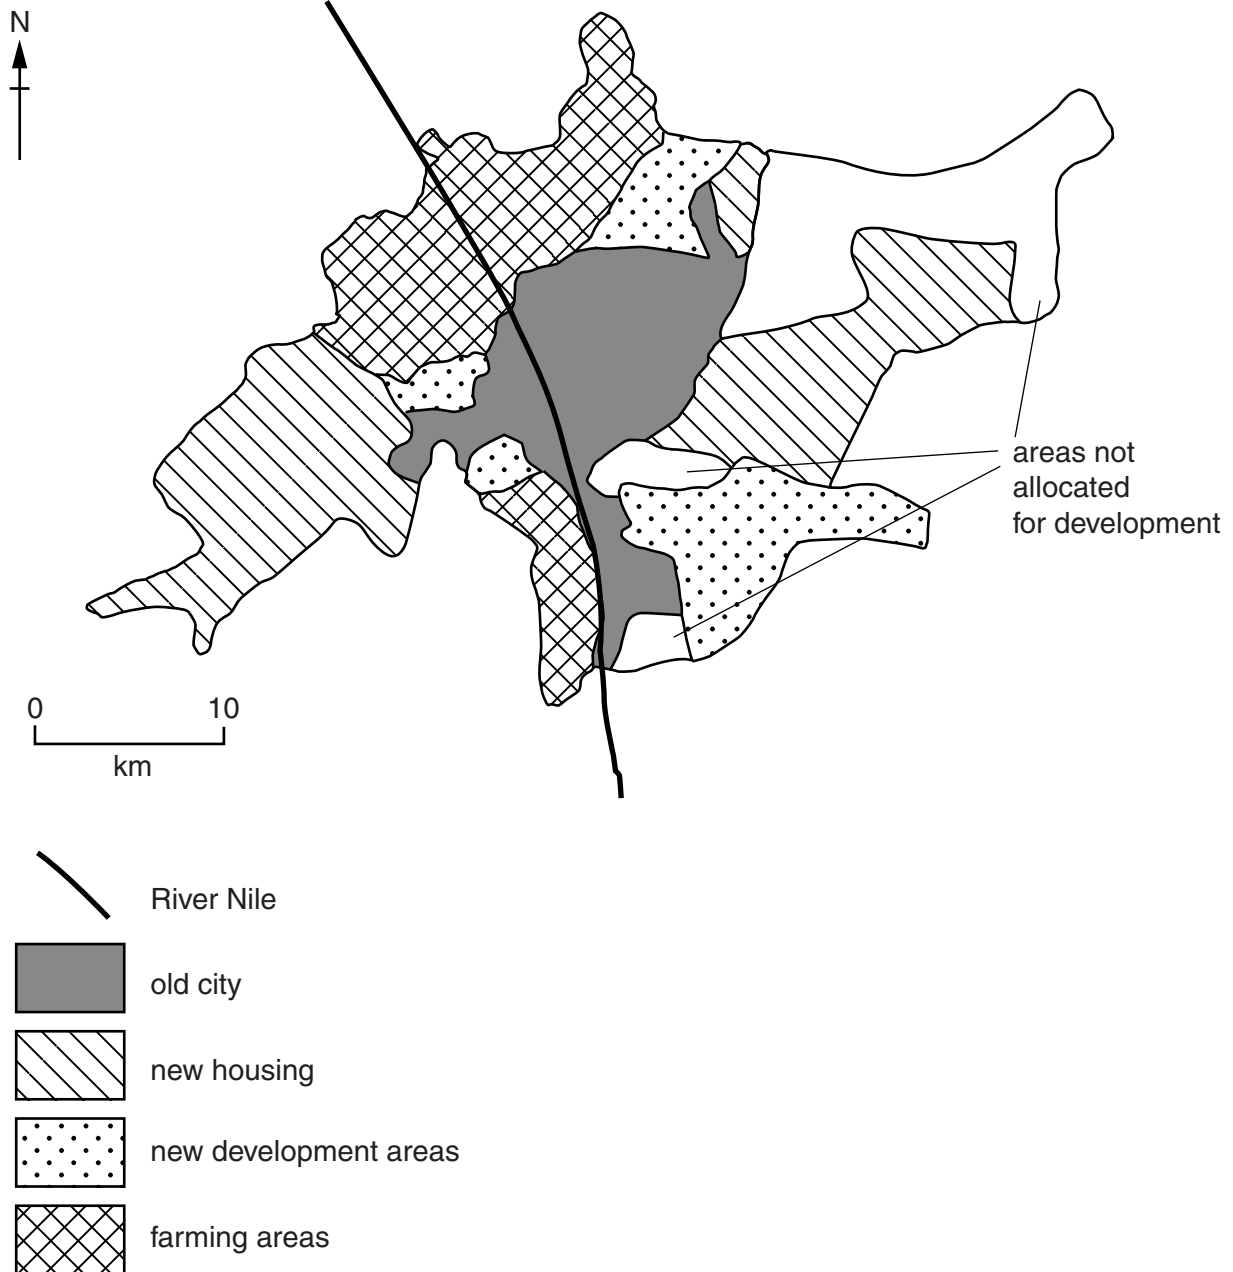 N
areas not
allocated
for development
0 10
km
River Nile
old city
new housing
new development areas
farming areas